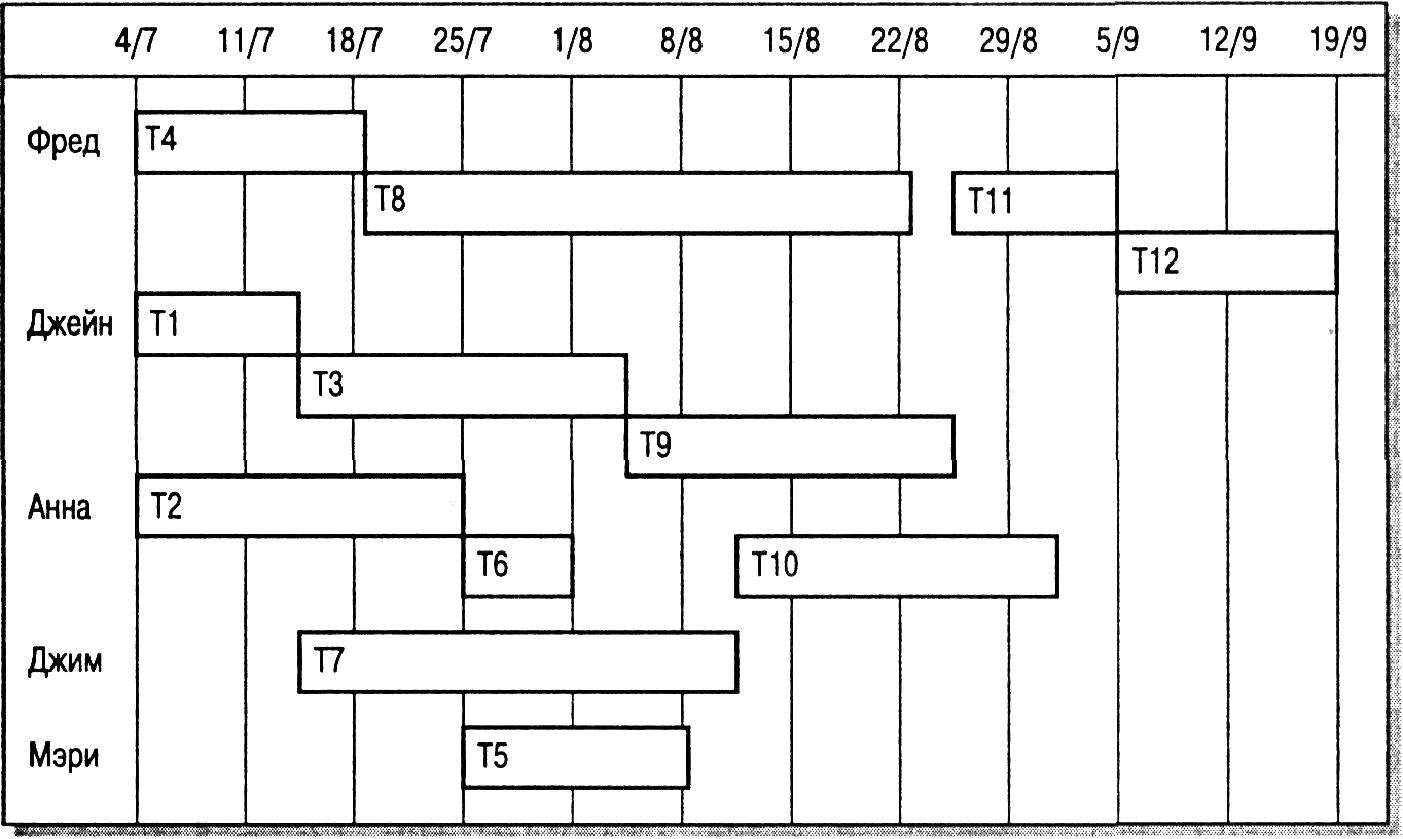 4/7 11/7 18/7 25/7 1/8 8/8 15/8 22/8 29/8 5/9 12/9 19/9
Фред T4
T8 T11
T12
Джейн T1
T3
T9
Анна T2
T6 T10
Джим T7
Мэри T5